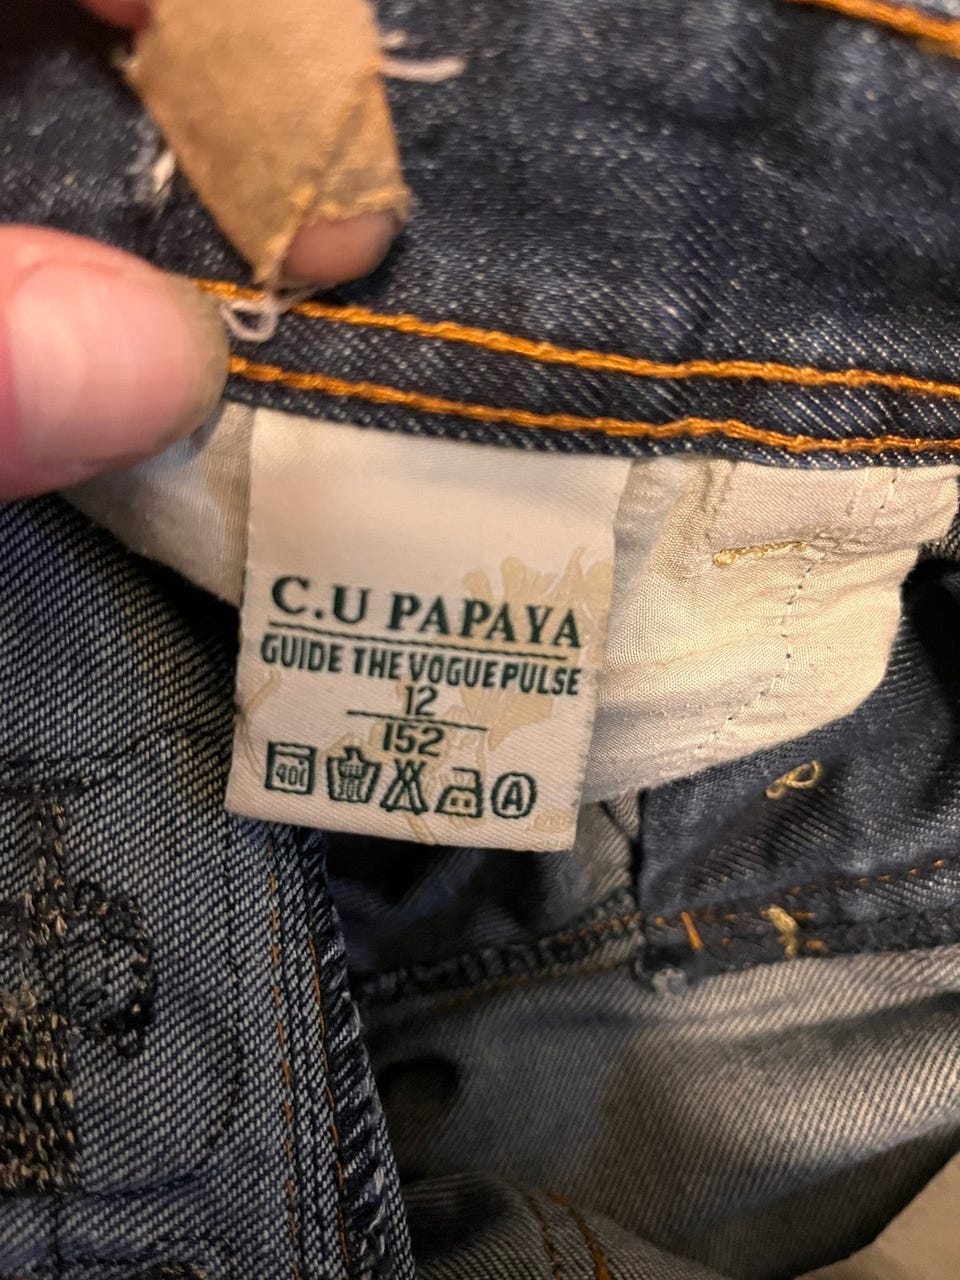 C.U PAPAYA
GUIDE THE VOGUE PULSE
12
152
40
A